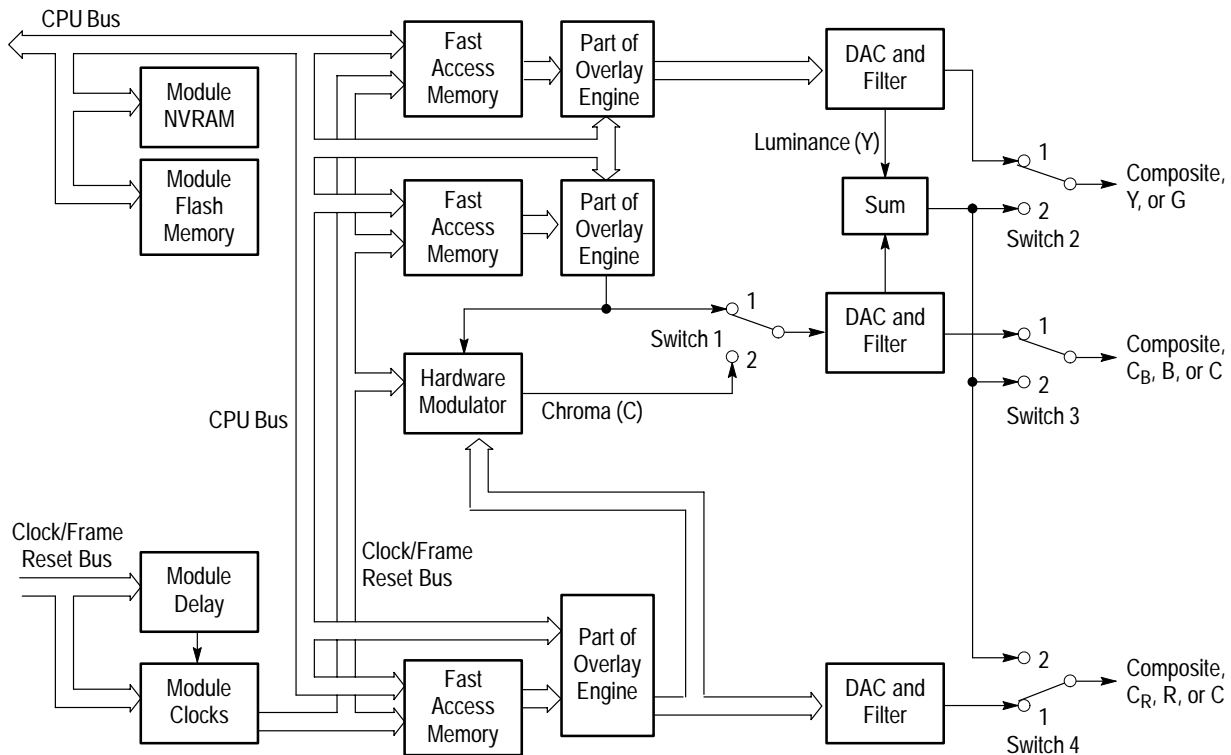 CPU Bus
Module
NVRAM
Module
Flash
Memory
Fast
Access
Memory
Part of
Overlay
Engine
DAC and
Filter
Luminance (Y)
Sum
1
2
Switch 2
Composite,
Y, or G
Fast
Access
Memory
Part of
Overlay
Engine
Switch 1
1
2
DAC and
Filter
1
2
Switch 3
Composite,
CB, B, or C
Hardware
Modulator
Chroma (C)
CPU Bus
Clock/Frame
Reset Bus
Module
Delay
Module
Clocks
Clock/Frame
Reset Bus
Fast
Access
Memory
Part of
Overlay
Engine
DAC and
Filter
2
1
Switch 4
Composite,
CR, R, or C